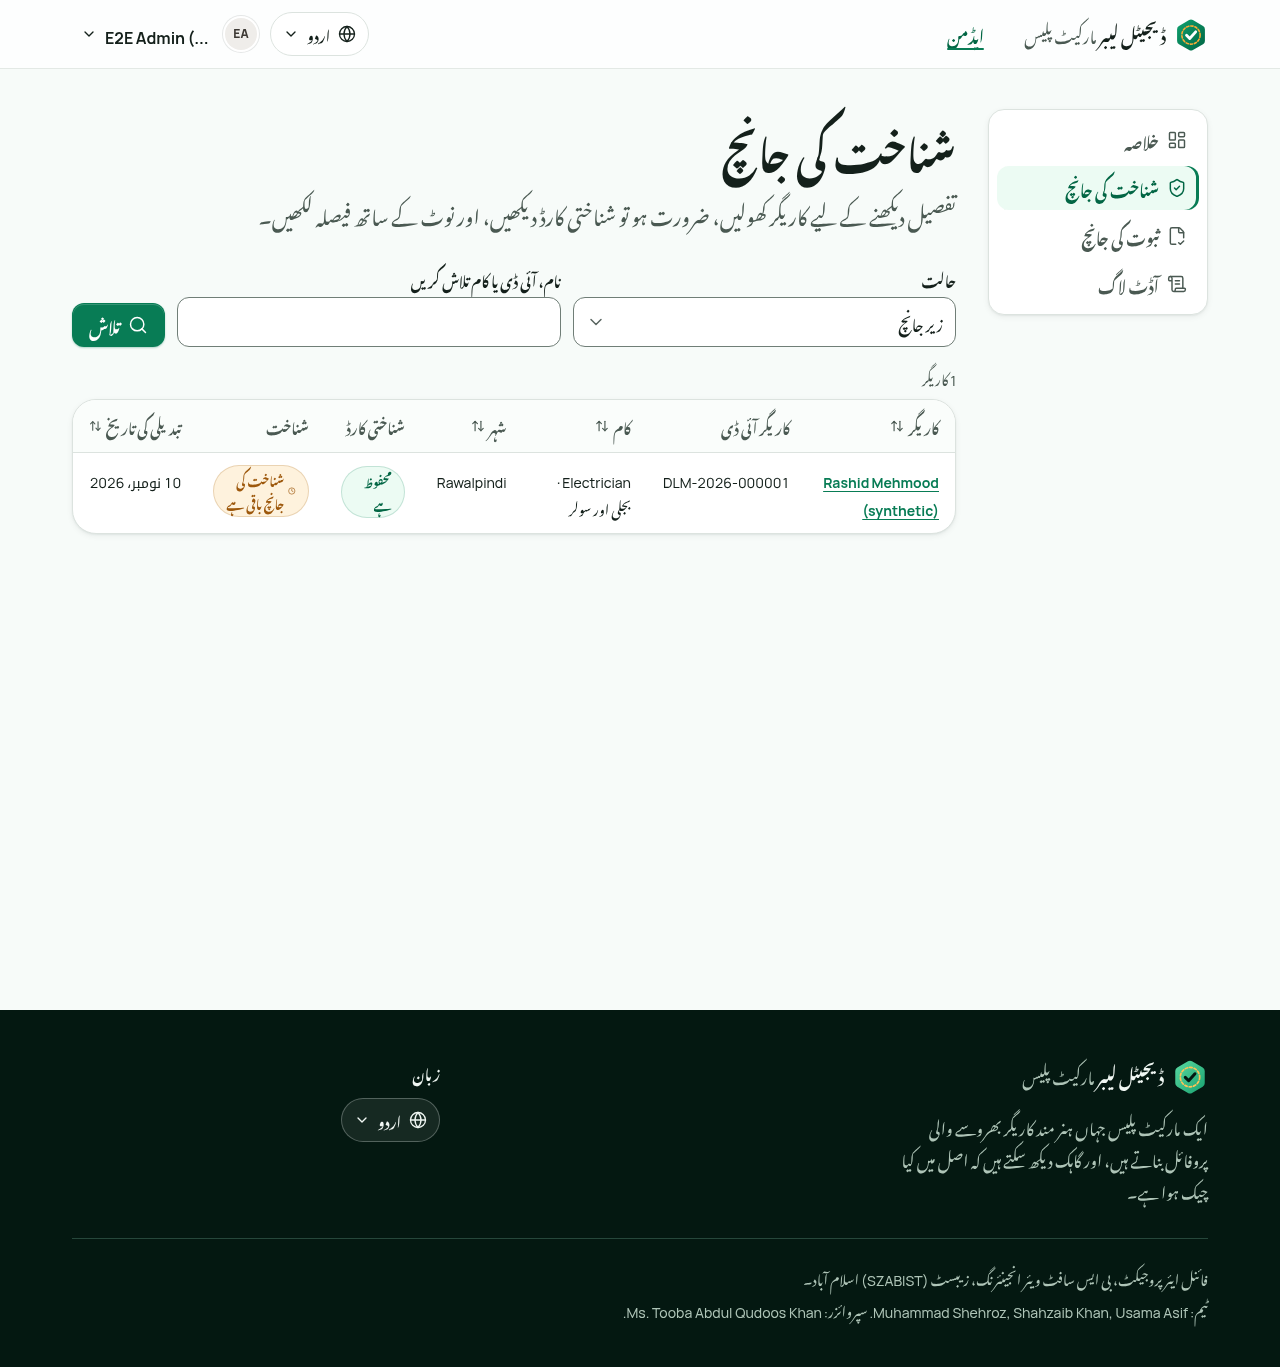 ڈیجیٹل لیبر مارکیٹ پلیس
ایڈمن
اردو
EA
E2E Admin (...
خلاصہ
شناخت کی جانچ
ثبوت کی جانچ
آڈٹ لاگ
شناخت کی جانچ
تفصیل دیکھنے کے لیے کاریگر کھولیں، ضرورت ہو تو شناختی کارڈ دیکھیں، اور نوٹ کے ساتھ فیصلہ لکھیں۔
حالت
زیر جانچ
نام، آئی ڈی یا کام تلاش کریں
تلاش
1 کاریگر
کاریگر کاریگر آئی ڈی کام شہر شناختی کارڈ شناخت تبدیلی کی تاریخ
Rashid Mehmood (synthetic)
DLM-2026-000001
Electrician · بجلی اور سولر
Rawalpindi
محفوظ ہے
شناخت کی جانچ باقی ہے
10 نومبر، 2026
ڈیجیٹل لیبر مارکیٹ پلیس
ایک مارکیٹ پلیس جہاں ہنر مند کاریگر بھروسے والی
پروفائل بناتے ہیں، اور گاہک دیکھ سکتے ہیں کہ اصل میں کیا
چیک ہوا ہے۔
زبان
اردو
فائنل ایئر پروجیکٹ، بی ایس سافٹ ویئر انجینئرنگ، زیبسٹ (SZABIST) اسلام آباد۔
ٹیم: Muhammad Shehroz, Shahzaib Khan, Usama Asif. سپروائزر: Ms. Tooba Abdul Qudoos Khan.